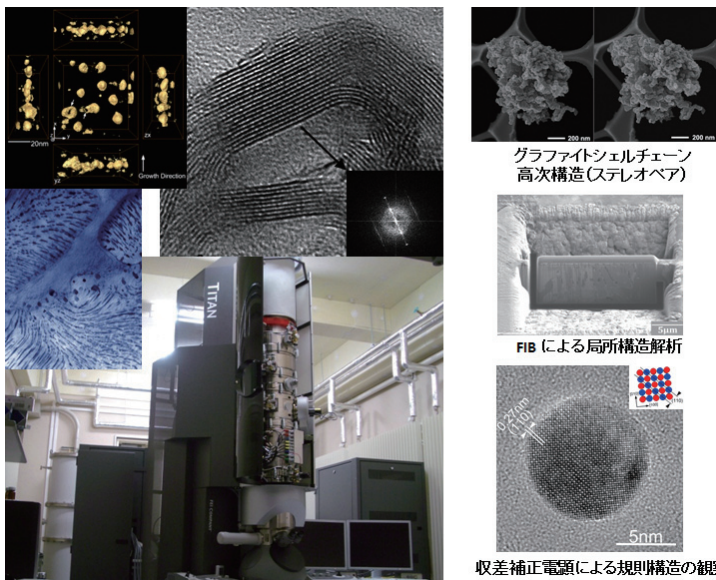 20nm
zx
yz
Growth Direction
TITAN
200 nm
200 nm
グラファイトシェルチェーン
高次構造(ステレオペア)
5μm
FIB による局所構造解析
0.27nm
(110)
(110)
5nm
収差補正電顕による規則構造の観